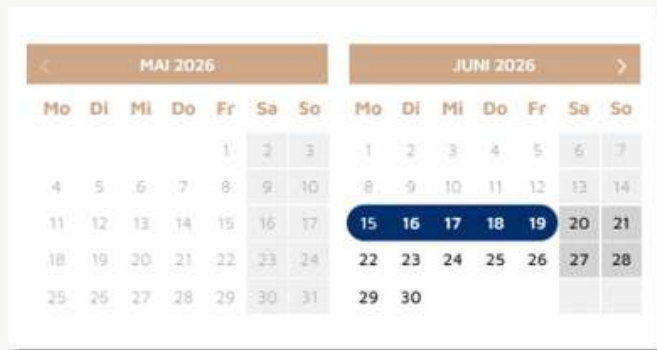 MAI 2026
Mo Di Mi Do Fr Sa So
1 2 3
4 5 6 7 8 9 10
11 12 13 14 15 16 17
18 19 20 21 22 23 24
25 26 27 28 29 30 31
JUNI 2026
Mo Di Mi Do Fr Sa So
1 2 3 4 5 6 7
8 9 10 11 12 13 14
15 16 17 18 19 20 21
22 23 24 25 26 27 28
29 30